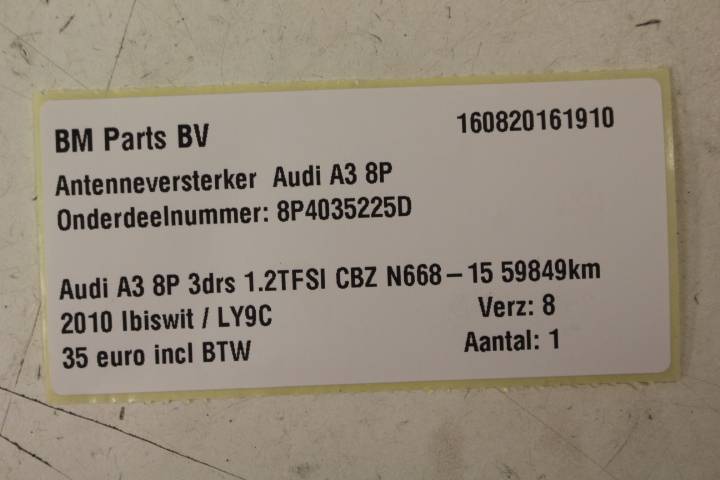 BM Parts BV 160820161910
Antenneversterker Audi A3 8P
Onderdeelnummer: 8P4035225D
Audi A3 8P 3drs 1.2TFSI CBZ N668-15 59849km
2010 Ibiswit / LY9C Verz: 8
35 euro incl BTW Aantal: 1